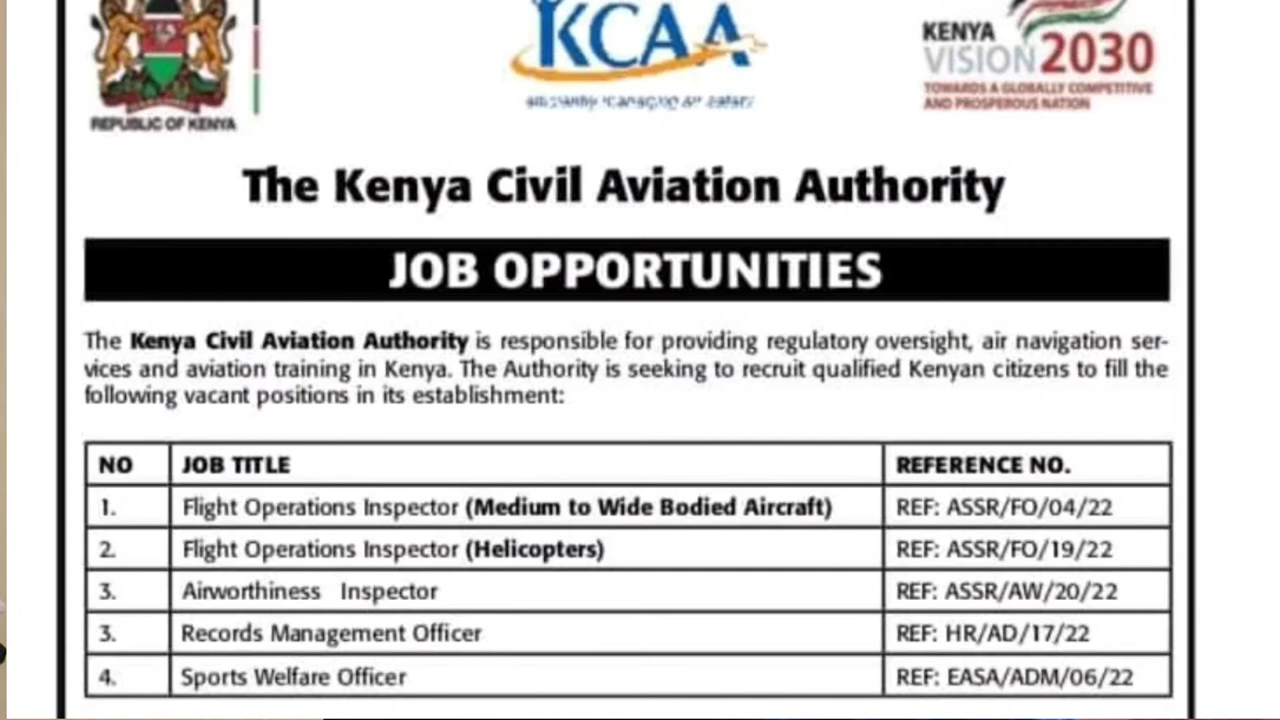 REPUBLIC OF KENYA
KCAA
KENYA
VISION 2030
TOWARDS A GLOBALLY COMPETITIVE
AND PROSPEROUS NATION
The Kenya Civil Aviation Authority
JOB OPPORTUNITIES
The Kenya Civil Aviation Authority is responsible for providing regulatory oversight, air navigation ser-
vices and aviation training in Kenya. The Authority is seeking to recruit qualified Kenyan citizens to fill the
following vacant positions in its establishment:
NO JOB TITLE REFERENCE NO.
1. Flight Operations Inspector (Medium to Wide Bodied Aircraft) REF: ASSR/FO/04/22
2. Flight Operations Inspector (Helicopters) REF: ASSR/FO/19/22
3. Airworthiness Inspector REF: ASSR/AW/20/22
3. Records Management Officer REF: HR/AD/17/22
4. Sports Welfare Officer REF: EASA/ADM/06/22